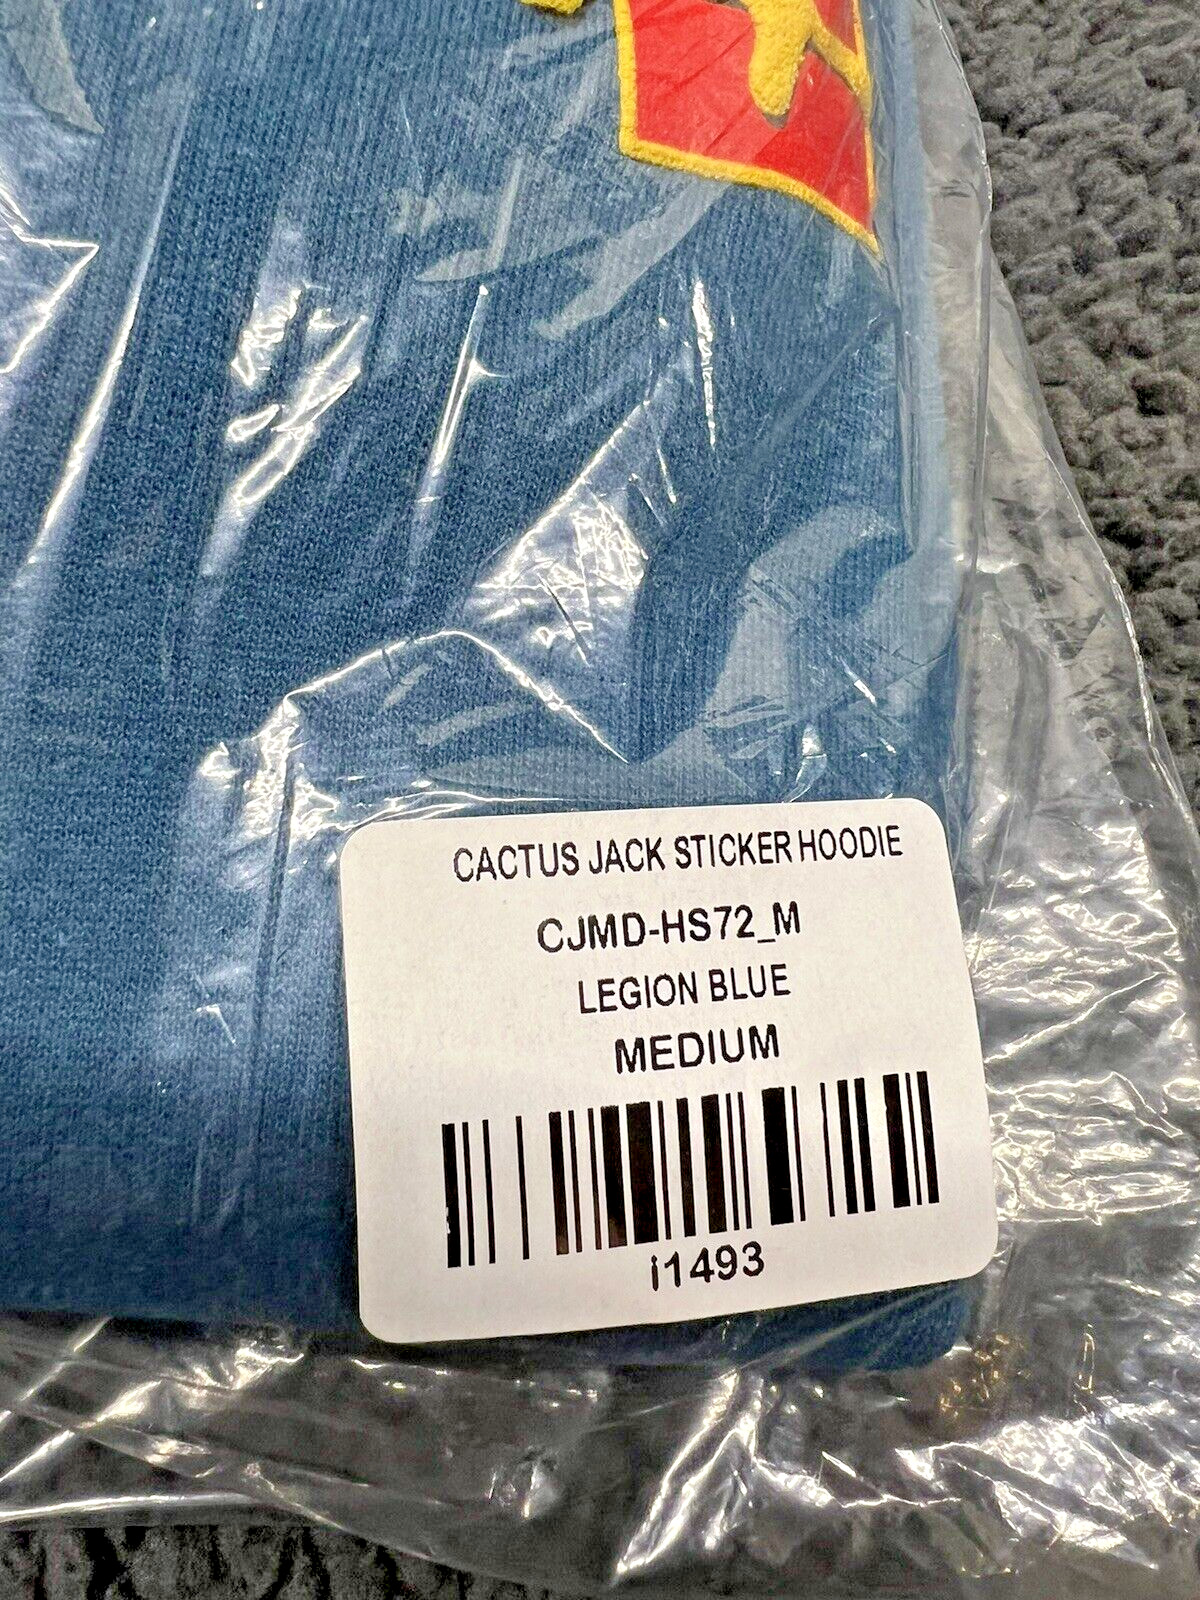 CACTUS JACK STICKER HOODIE
CJMD-HS72_M
LEGION BLUE
MEDIUM
i1493